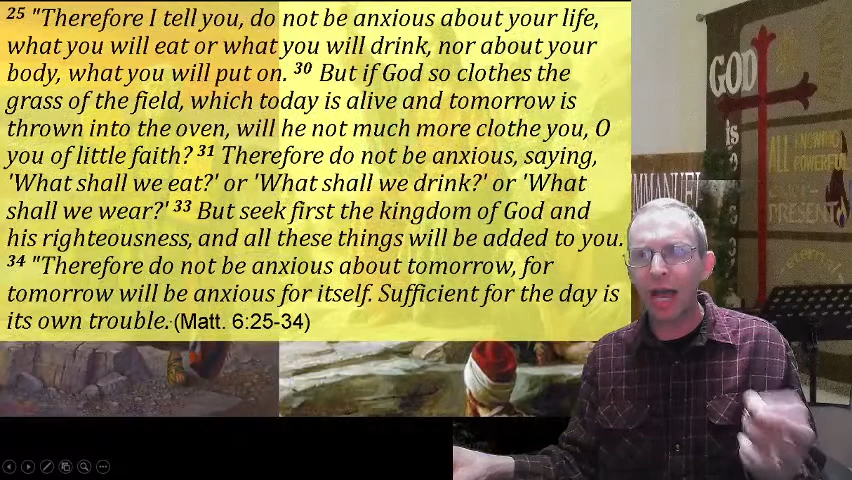 25 "Therefore I tell you, do not be anxious about your life,
what you will eat or what you will drink, nor about your
body, what you will put on. 30 But if God so clothes the
grass of the field, which today is alive and tomorrow is
thrown into the oven, will he not much more clothe you, O
you of little faith? 31 Therefore do not be anxious, saying,
'What shall we eat?' or 'What shall we drink?' or 'What
shall we wear?' 33 But seek first the kingdom of God and
his righteousness, and all these things will be added to you.
34 "Therefore do not be anxious about tomorrow, for
tomorrow will be anxious for itself. Sufficient for the day is
its own trouble. (Matt. 6:25-34)
GOD
is
ALL KNOWING
POWERFUL
PRESENT
eternal